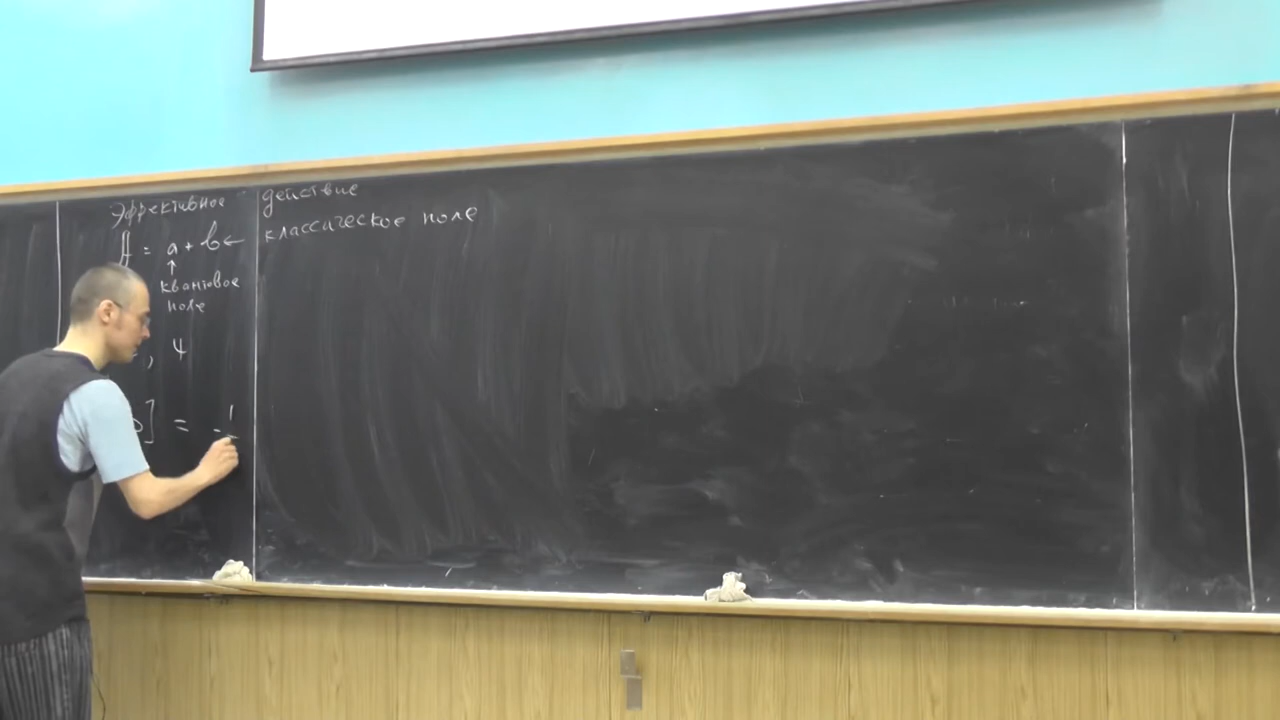 Эффективное действие
A = a + b ← классическое поле
↑
квантовое
поле
, ψ
b] = 1